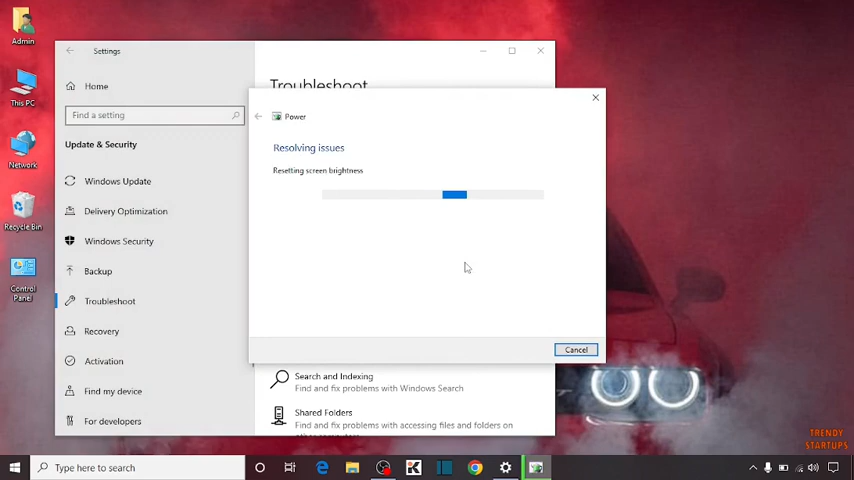 Admin
This PC
Network
Recycle Bin
Control
Panel
Settings
Home
Find a setting
Update & Security
Windows Update
Delivery Optimization
Windows Security
Backup
Troubleshoot
Recovery
Activation
Find my device
For developers
Troubleshoot
Power
Resolving issues
Resetting screen brightness
Cancel
Search and Indexing
Find and fix problems with Windows Search
Shared Folders
Find and fix problems with accessing files and folders on
other computers.
TRENDY
STARTUPS
Type here to search